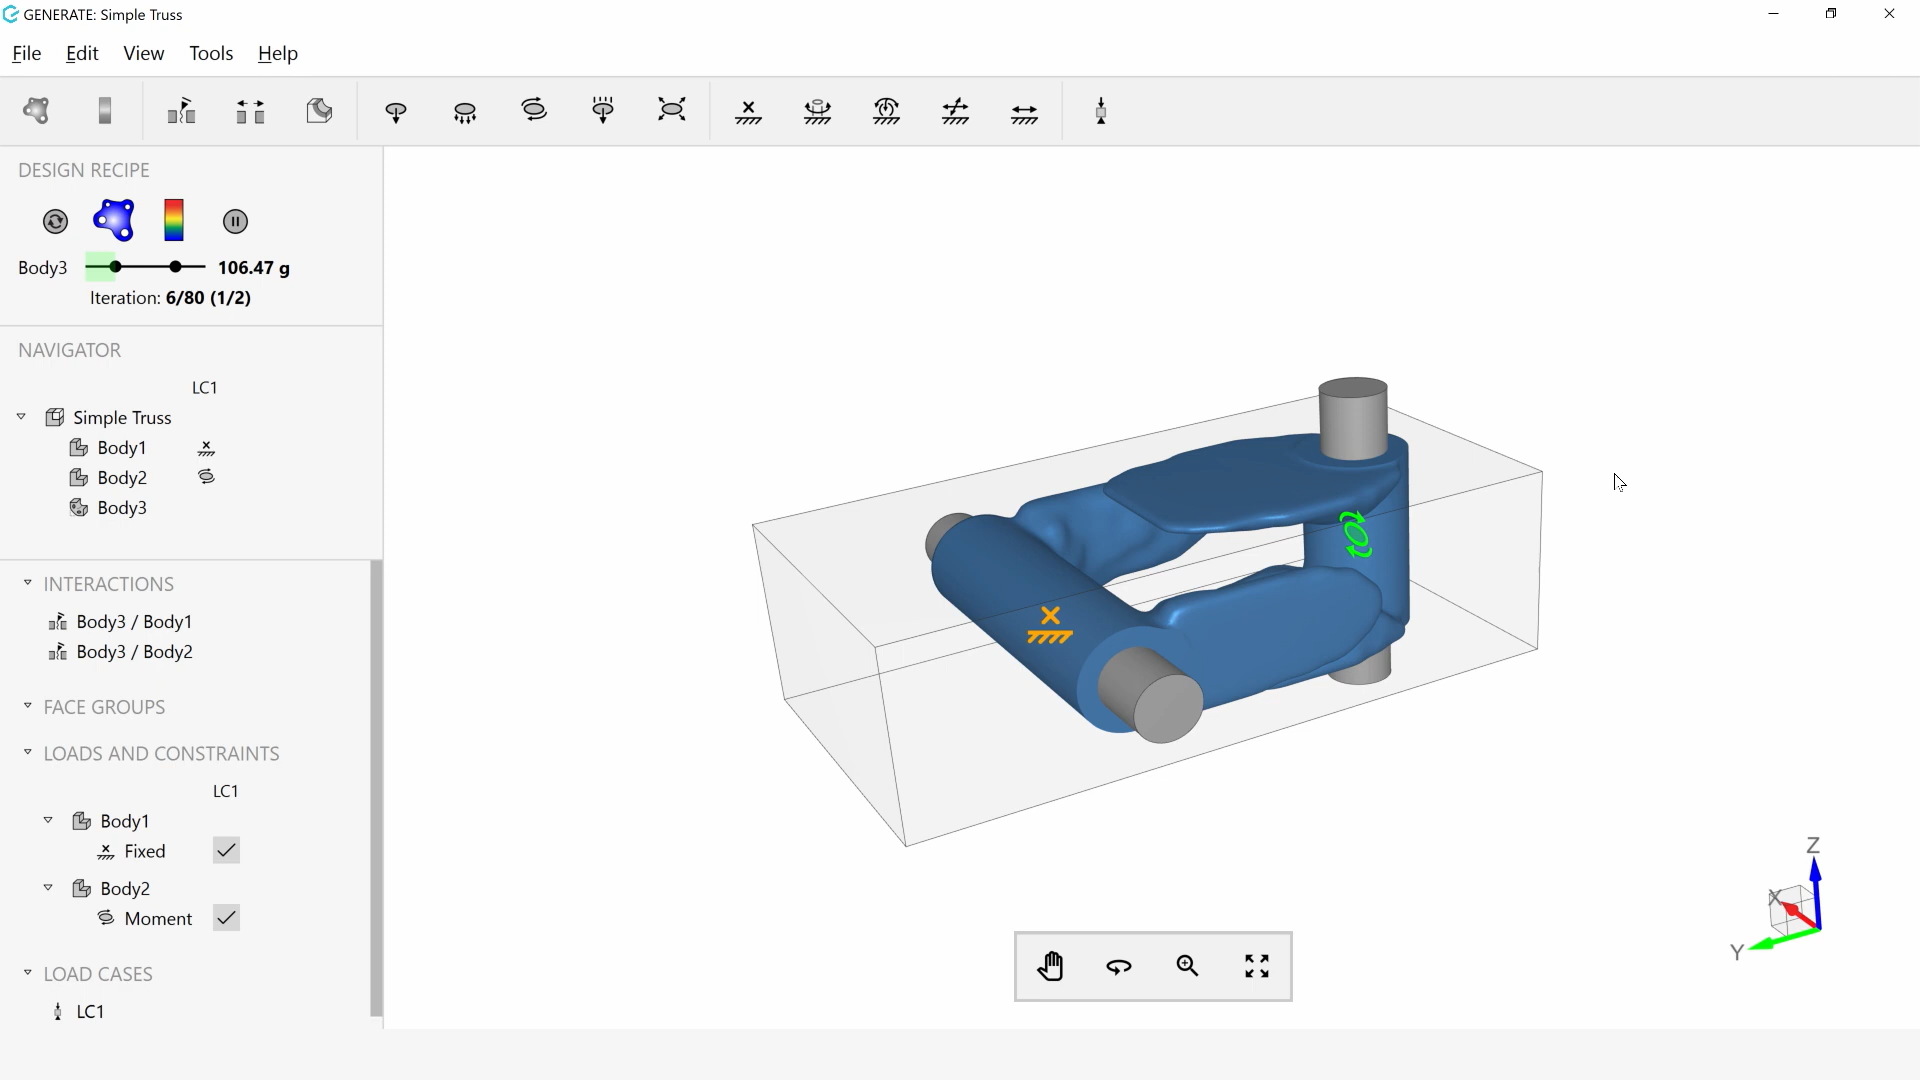 GENERATE: Simple Truss
File Edit View Tools Help
DESIGN RECIPE
Body3 106.47 g
Iteration: 6/80 (1/2)
NAVIGATOR
LC1
Simple Truss
Body1
Body2
Body3
INTERACTIONS
Body3 / Body1
Body3 / Body2
FACE GROUPS
LOADS AND CONSTRAINTS
LC1
Body1
Fixed
Body2
Moment
LOAD CASES
LC1
Z
X
Y